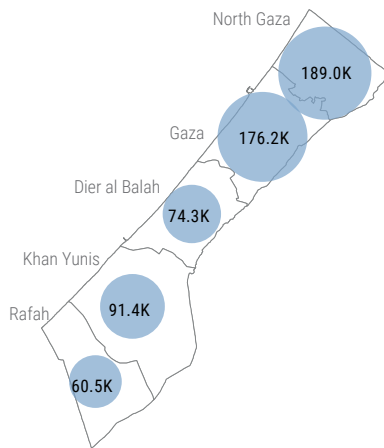 North Gaza
189.0K
Gaza
176.2K
Dier al Balah
74.3K
Khan Yunis
91.4K
Rafah
60.5K